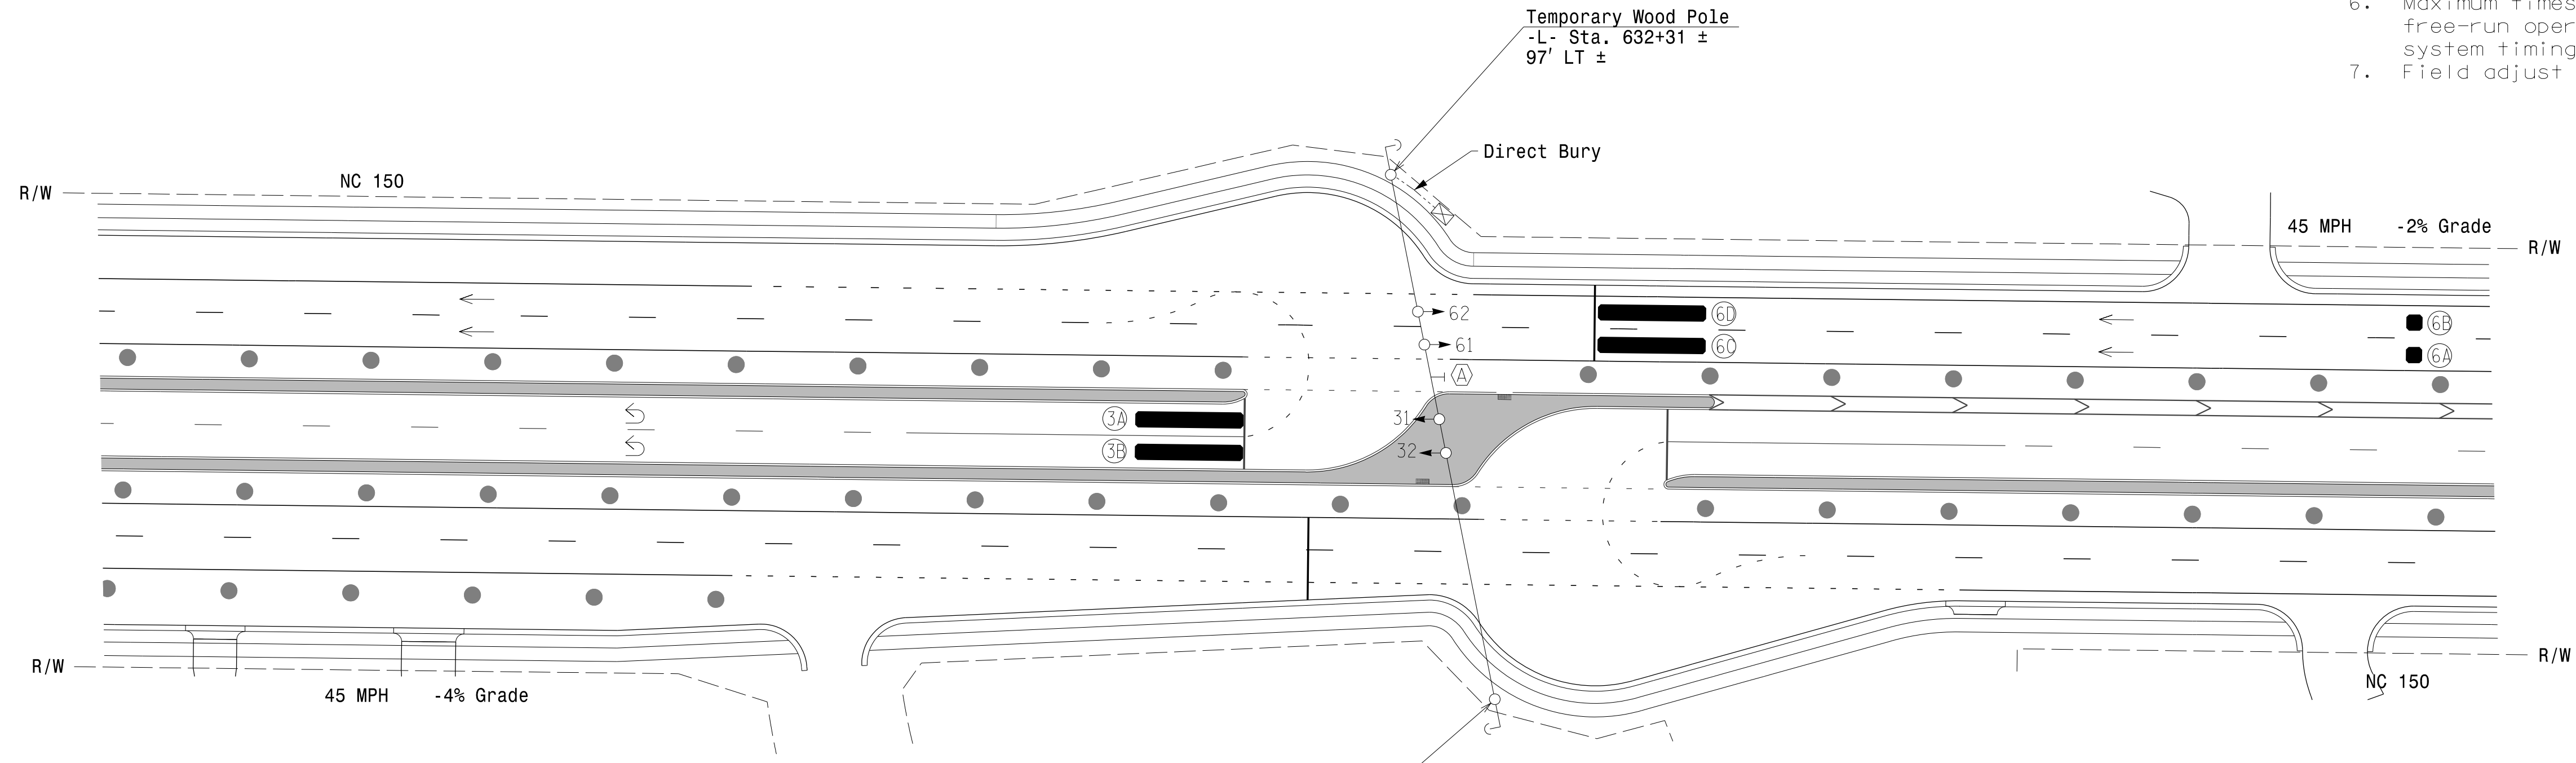 6. Maximum times
free-run oper
system timing
7. Field adjust
Temporary Wood Pole
-L- Sta. 632+31 ±
97' LT ±
Direct Bury
NC 150
R/W
45 MPH -2% Grade
R/W
62
6D
6B
61
6C
6A
A
3A
31
3B
32
R/W
R/W
45 MPH -4% Grade
NC 150